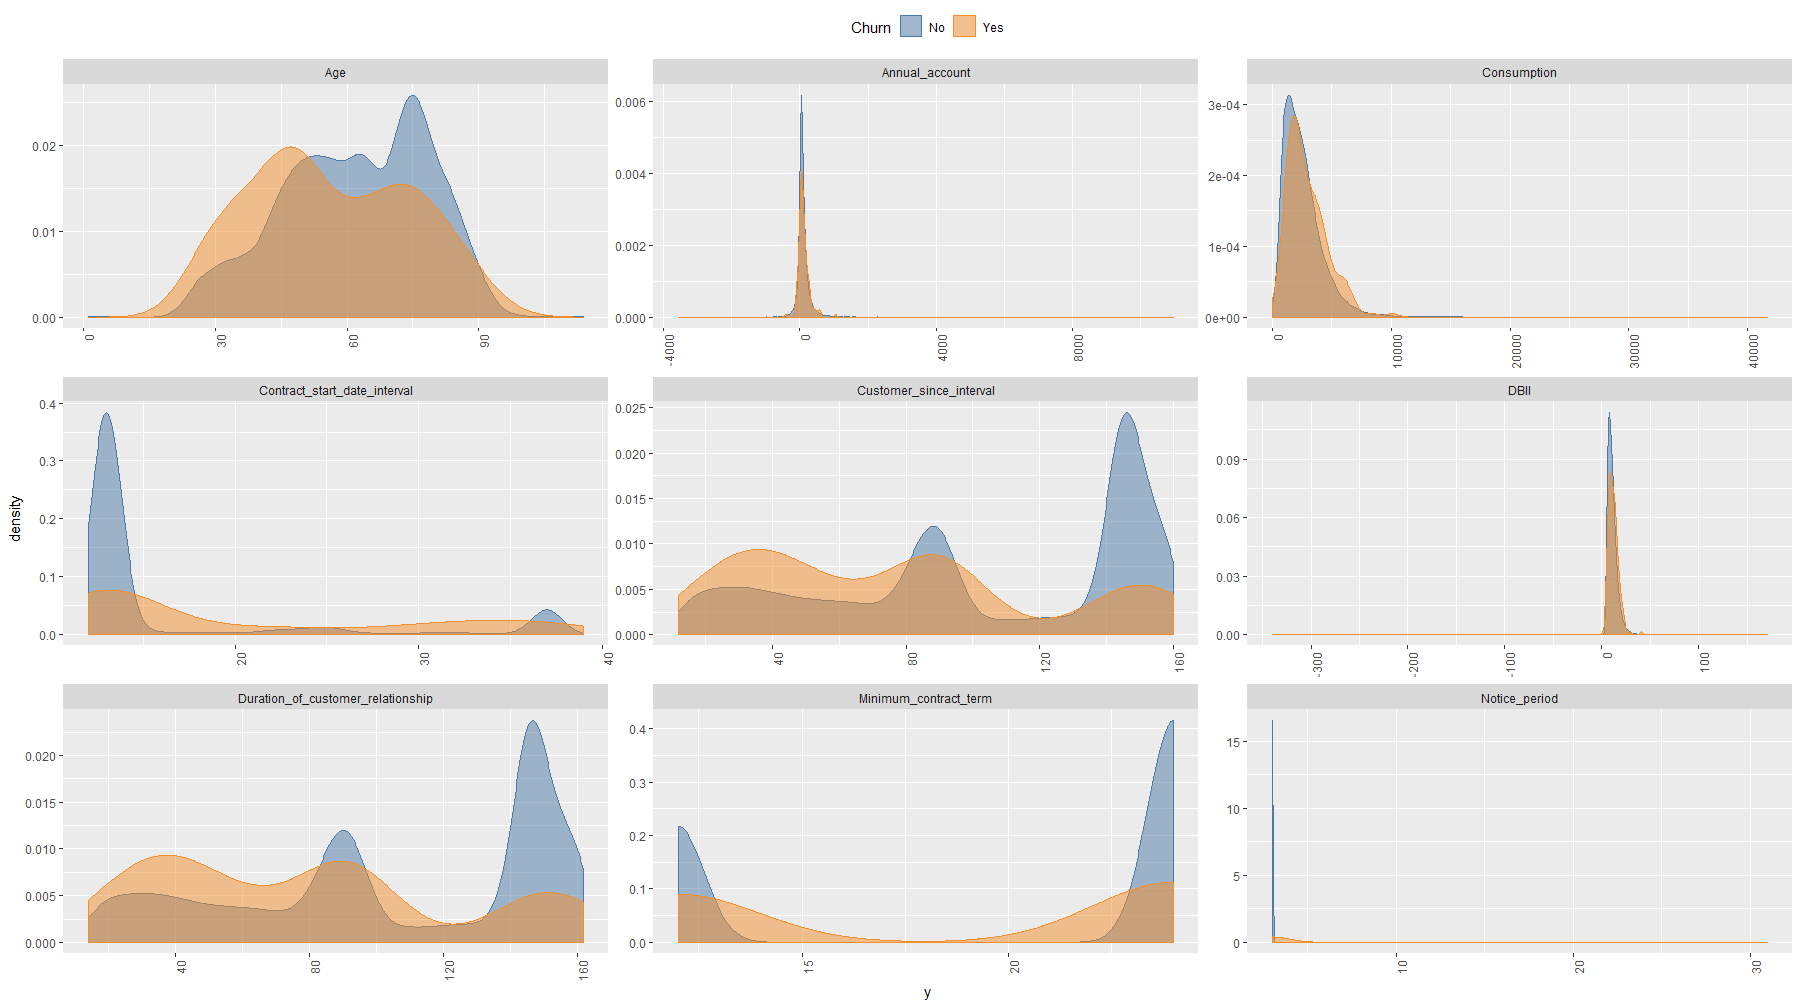 Churn No Yes
Age
Annual_account
Consumption
0.02
0.01
0.00
0 30 60 90
0.006
0.004
0.002
0.000
-4000 0 4000 8000
3e-04
2e-04
1e-04
0e+00
0 10000 20000 30000 40000
Contract_start_date_interval
Customer_since_interval
DBII
0.4
0.3
0.2
0.1
0.0
20 30 40
0.025
0.020
0.015
0.010
0.005
0.000
40 80 120 160
0.09
0.06
0.03
0.00
-300 -200 -100 0 100
density
Duration_of_customer_relationship
Minimum_contract_term
Notice_period
0.020
0.015
0.010
0.005
0.000
40 80 120 160
0.4
0.3
0.2
0.1
0.0
15 20
15
10
5
0
10 20 30
y